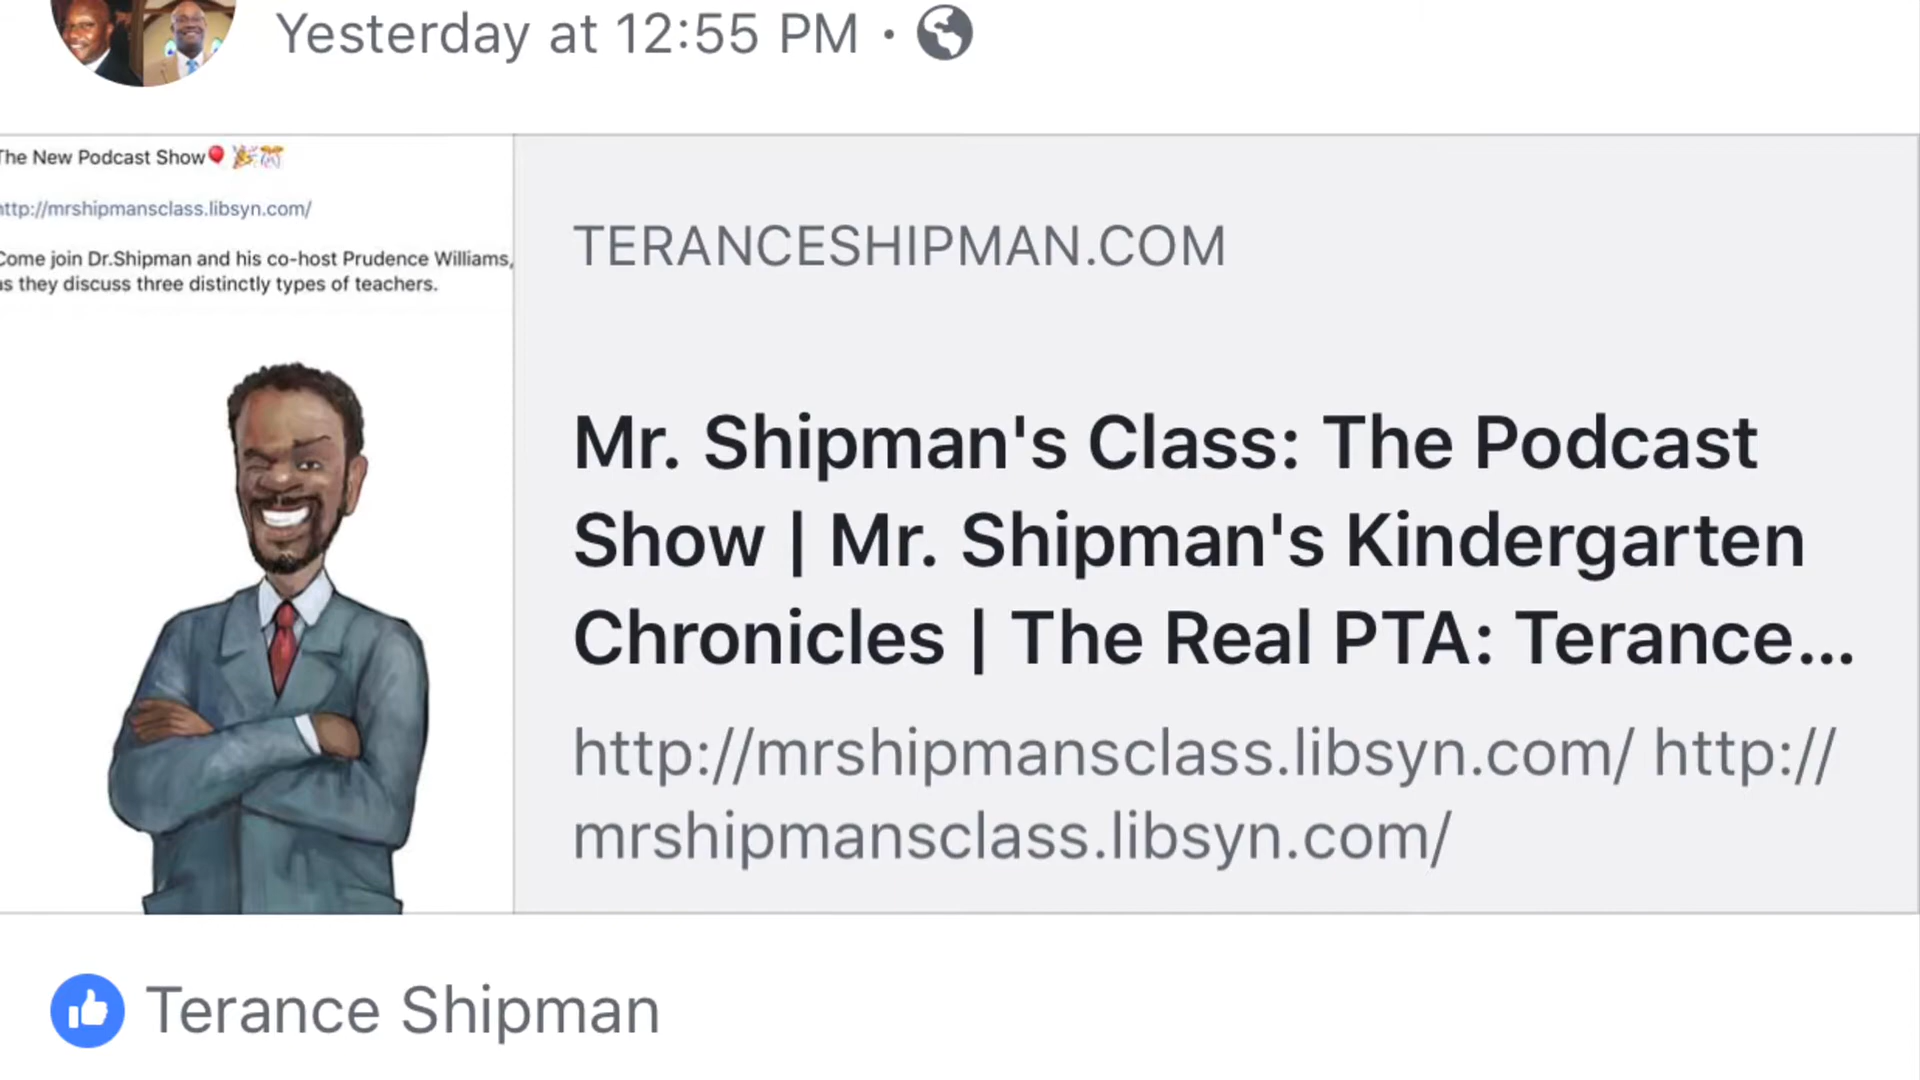 Yesterday at 12:55 PM ·
The New Podcast Show
http://mrshipmansclass.libsyn.com/
Come join Dr.Shipman and his co-host Prudence Williams,
as they discuss three distinctly types of teachers.
TERANCESHIPMAN.COM
Mr. Shipman's Class: The Podcast
Show | Mr. Shipman's Kindergarten
Chronicles | The Real PTA: Terance...
http://mrshipmansclass.libsyn.com/ http://
mrshipmansclass.libsyn.com/
Terance Shipman